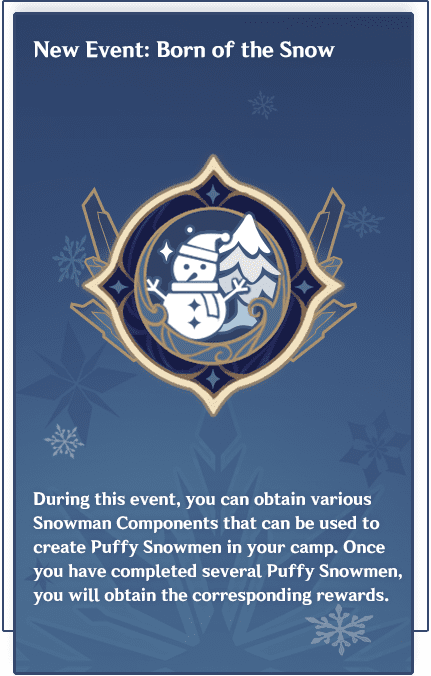 New Event: Born of the Snow
During this event, you can obtain various
Snowman Components that can be used to
create Puffy Snowmen in your camp. Once
you have completed several Puffy Snowmen,
you will obtain the corresponding rewards.